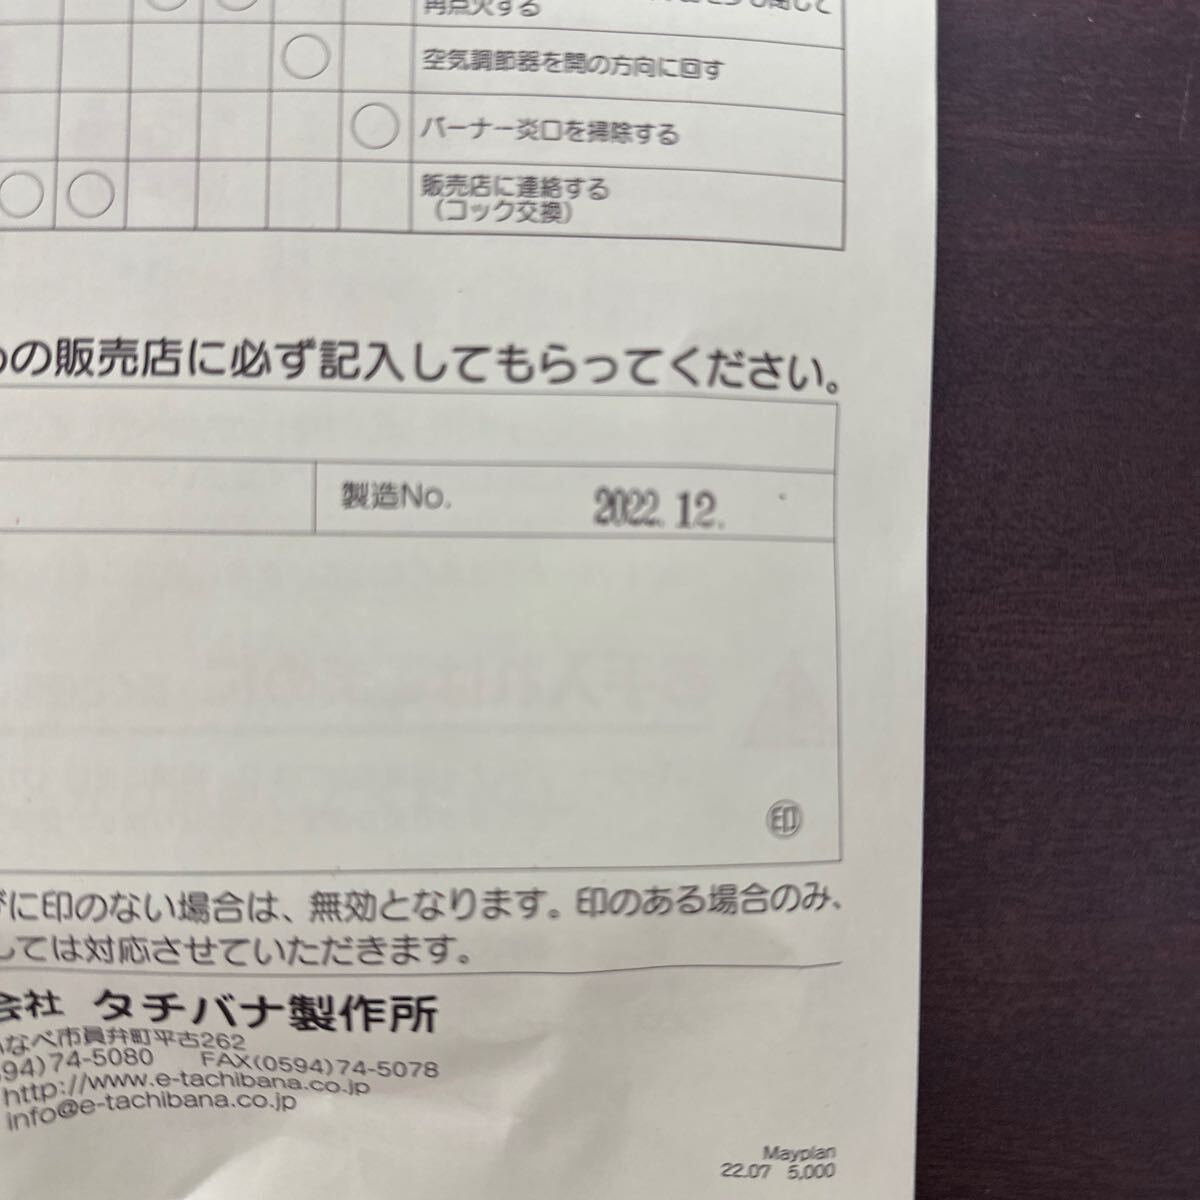 再点火する
空気調節器を開の方向に回す
バーナー炎口を掃除する
販売店に連絡する
(コック交換)
の販売店に必ず記入してもらってください。
製造No. 2022.12.
印
に印のない場合は、無効となります。印のある場合のみ、
しては対応させていただきます。
会社 タチバナ製作所
なべ市員弁町平古262
94)74-5080 FAX(0594)74-5078
http://www.e-tachibana.co.jp
info@e-tachibana.co.jp
Mayplan
22.07 5,000